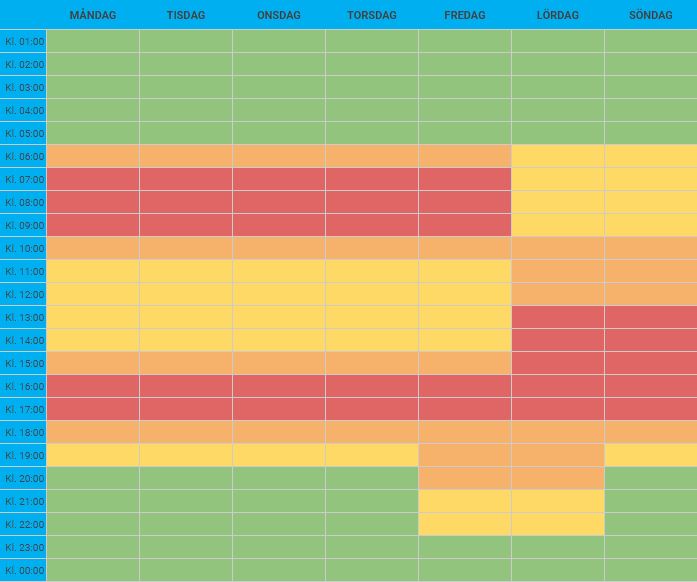 MÅNDAG TISDAG ONSDAG TORSDAG FREDAG LÖRDAG SÖNDAG
Kl. 01:00
Kl. 02:00
Kl. 03:00
Kl. 04:00
Kl. 05:00
Kl. 06:00
Kl. 07:00
Kl. 08:00
Kl. 09:00
Kl. 10:00
Kl. 11:00
Kl. 12:00
Kl. 13:00
Kl. 14:00
Kl. 15:00
Kl. 16:00
Kl. 17:00
Kl. 18:00
Kl. 19:00
Kl. 20:00
Kl. 21:00
Kl. 22:00
Kl. 23:00
Kl. 00:00